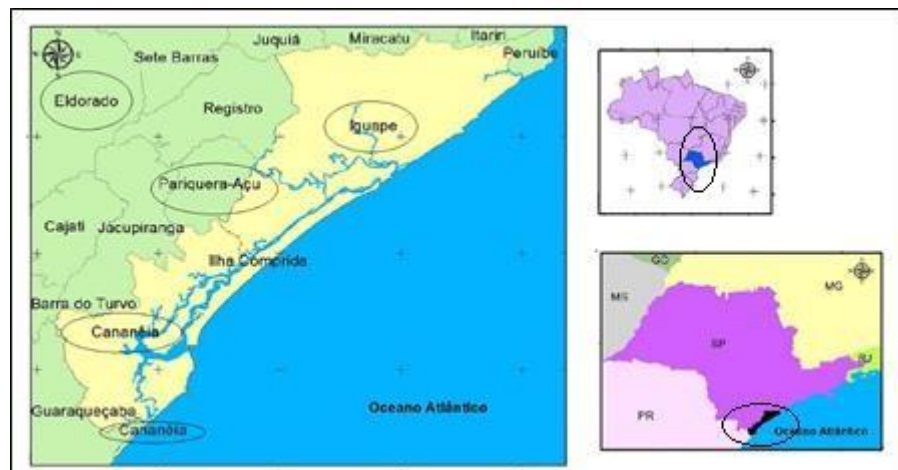 Juquiá
Miracatu
Itariri
Peruíbe
Sete Barras
Eldorado
Registro
Iguape
Pariquera-Açu
Cajati
Jacupiranga
Ilha Comprida
Barra do Turvo
Cananéia
Guaraqueçaba
Cananéia
Oceano Atlântico
GO
MS
MG
SP
RJ
PR
Oceano Atlântico